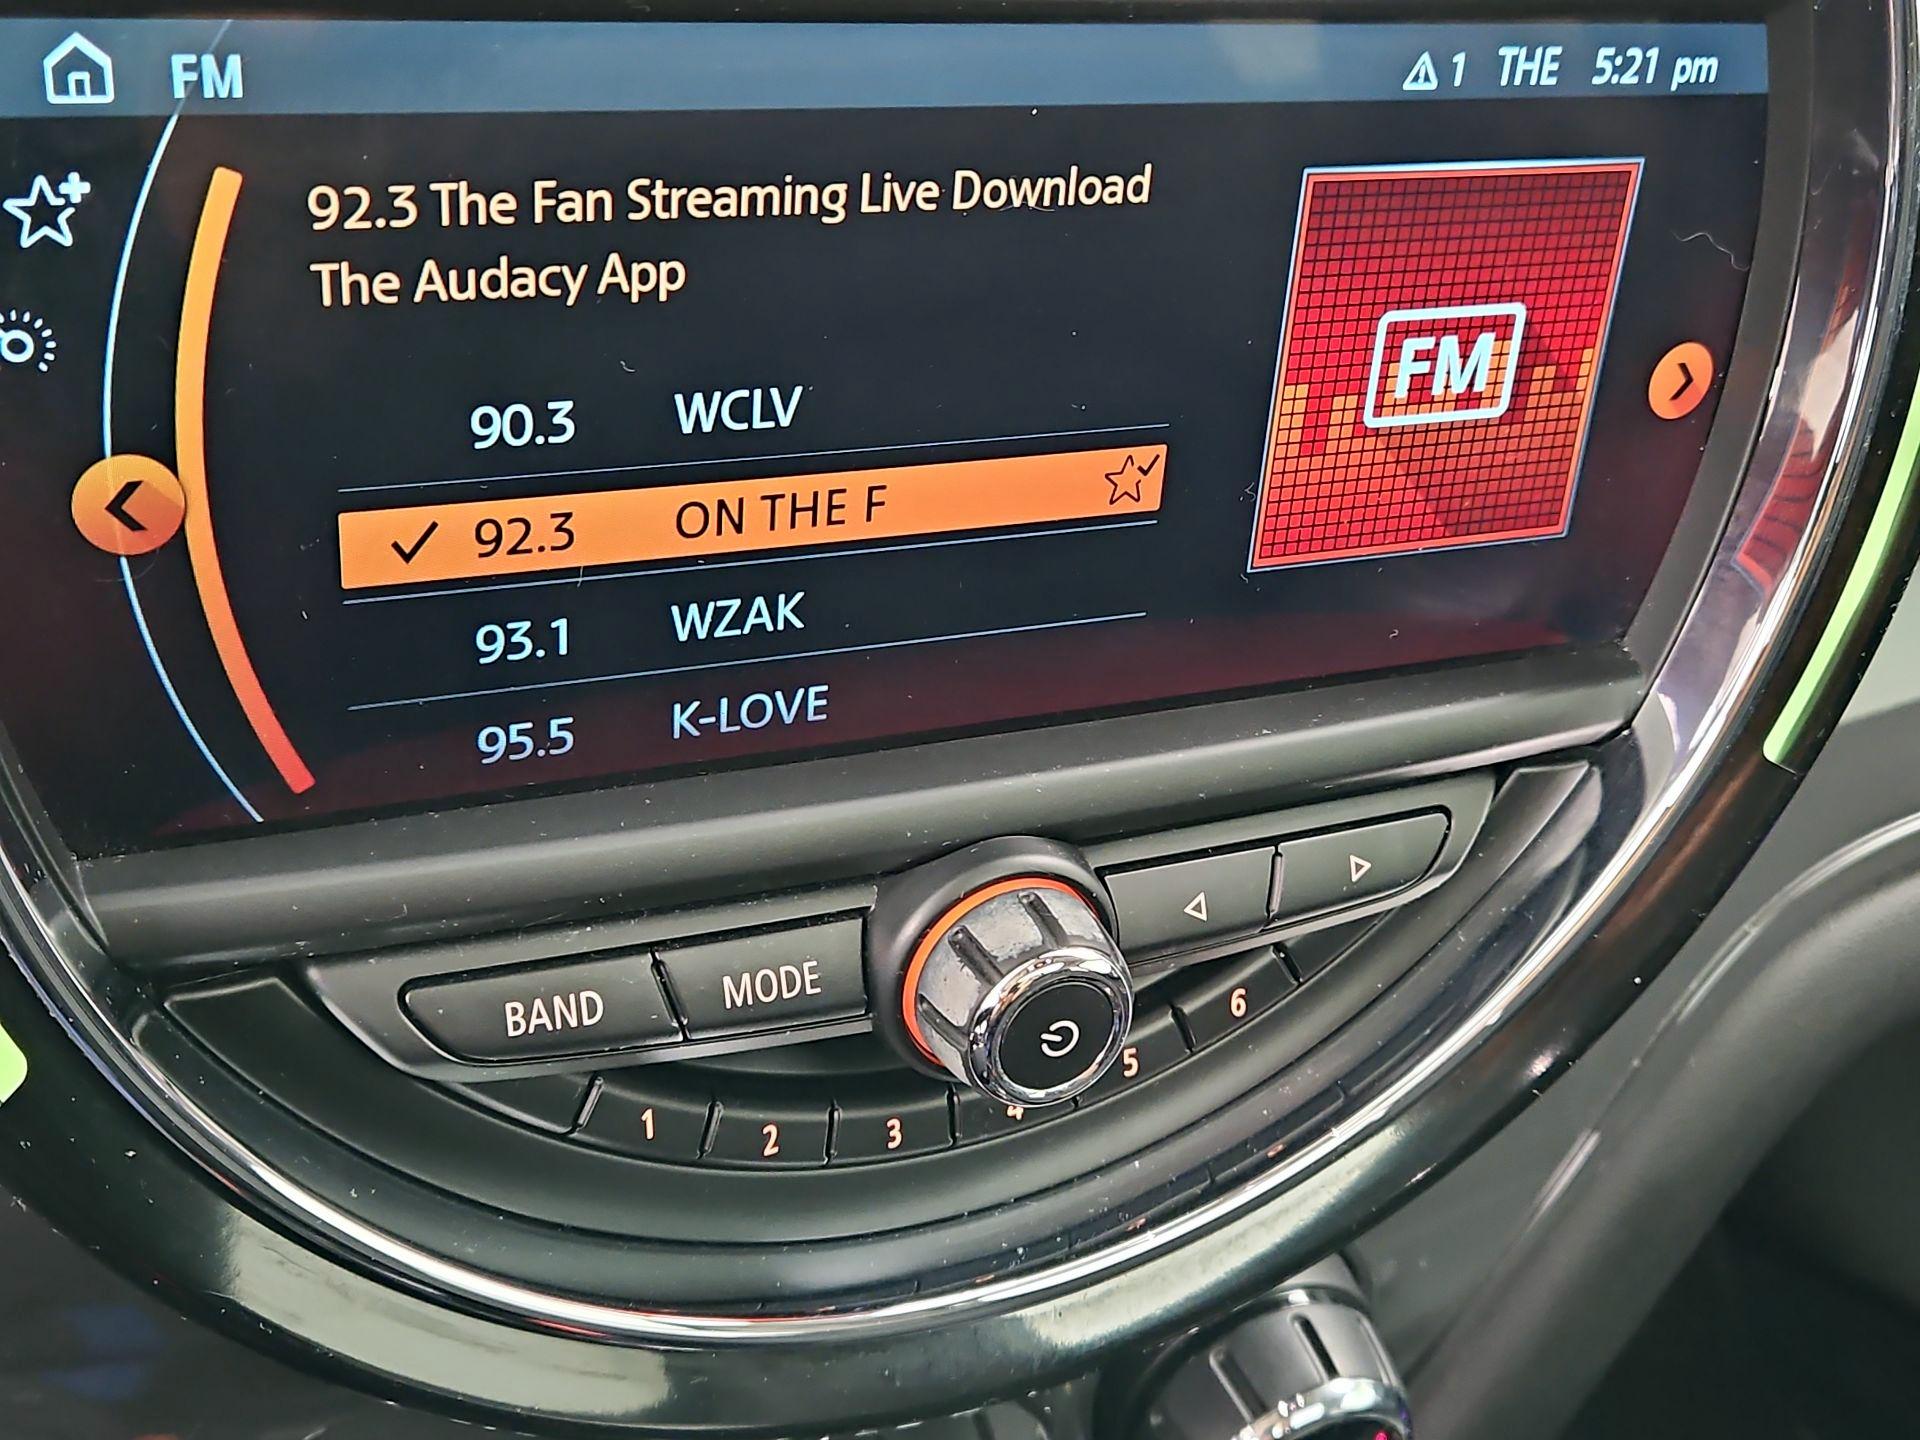 FM
1 THE 5:21 pm
92.3 The Fan Streaming Live Download
The Audacy App
FM
90.3 WCLV
92.3 ON THE F
93.1 WZAK
95.5 K-LOVE
BAND MODE
1 2 3 4 5 6